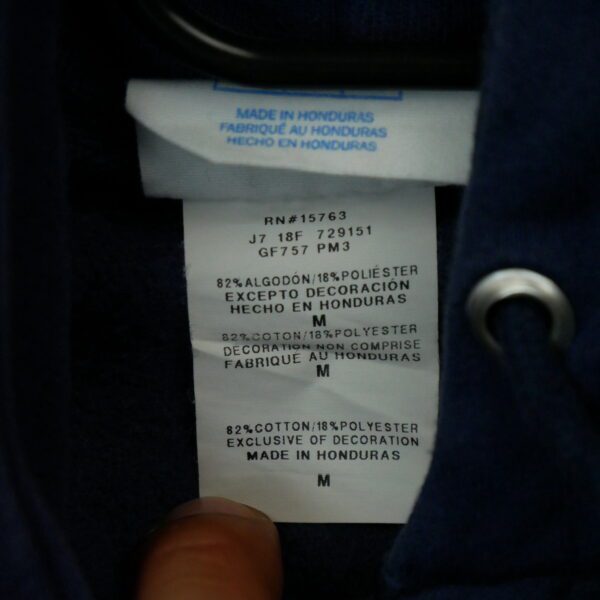 MADE IN HONDURAS
FABRIQUÉ AU HONDURAS
HECHO EN HONDURAS
RN#15763
J7 18F 729151
GF757 PM3
82%ALGODÓN/18%POLIÉSTER
EXCEPTO DECORACIÓN
HECHO EN HONDURAS
M
82%COTON/18%POLYESTER
DECORATION NON COMPRISE
FABRIQUÉ AU HONDURAS
M
82%COTTON/18%POLYESTER
EXCLUSIVE OF DECORATION
MADE IN HONDURAS
M